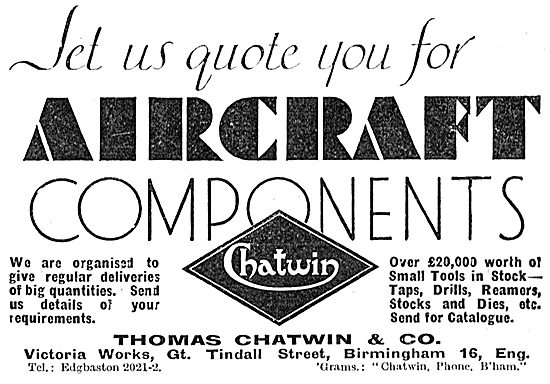 Let us quote you for
AIRCRAFT
COMPONENTS
We are organised to
give regular deliveries
of big quantities. Send
us details of your
requirements.
Chatwin
Over £20,000 worth of
Small Tools in Stock—
Taps, Drills, Reamers,
Stocks and Dies, etc.
Send for Catalogue.
THOMAS CHATWIN & CO.
Victoria Works, Gt. Tindall Street, Birmingham 16, Eng.
Tel.: Edgbaston 2021-2.
'Grams.: "Chatwin, Phone, B'ham."